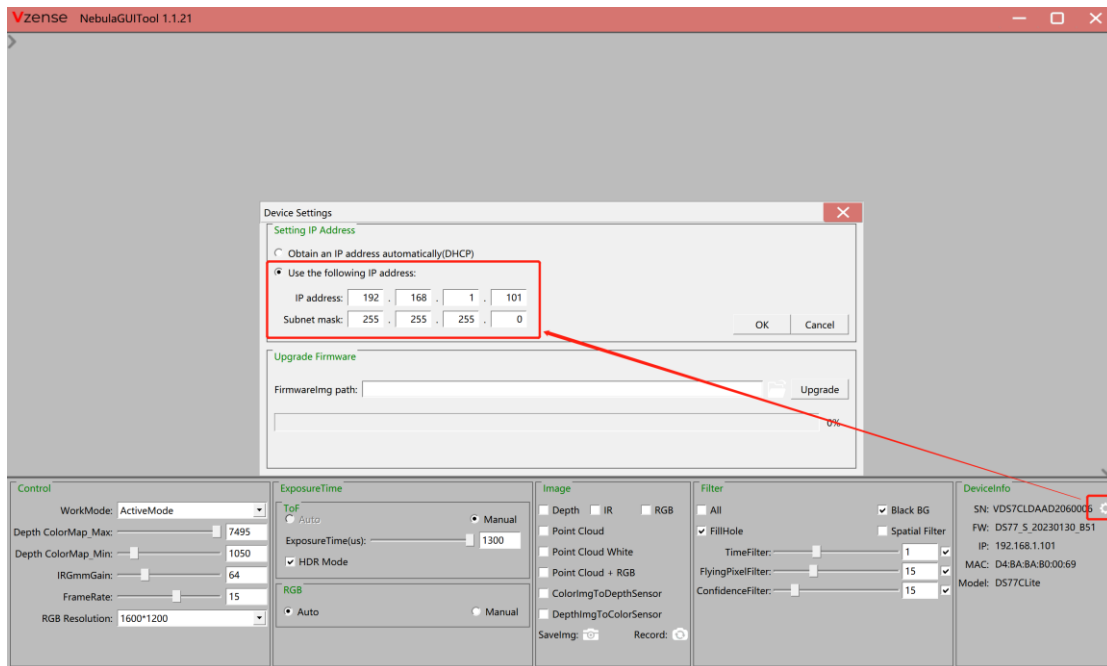 Vzense NebulaGUITool 1.1.21
Device Settings
Setting IP Address
Obtain an IP address automatically(DHCP)
Use the following IP address:
IP address: 192 . 168 . 1 . 101
Subnet mask: 255 . 255 . 255 . 0
OK Cancel
Upgrade Firmware
FirmwareImg path: Upgrade
0%
Control
WorkMode: ActiveMode
Depth ColorMap_Max: 7495
Depth ColorMap_Min: 1050
IRGmmGain: 64
FrameRate: 15
RGB Resolution: 1600*1200
ExposureTime
ToF
Auto Manual
ExposureTime(us): 1300
HDR Mode
RGB
Auto Manual
Image
Depth IR RGB
Point Cloud
Point Cloud White
Point Cloud + RGB
ColorImgToDepthSensor
DepthImgToColorSensor
SaveImg: Record:
Filter
All Black BG
FillHole Spatial Filter
TimeFilter: 1
FlyingPixelFilter: 15
ConfidenceFilter: 15
DeviceInfo
SN: VDS7CLDAAD2060006
FW: DS77_S_20230130_B51
IP: 192.168.1.101
MAC: D4:BA:BA:B0:00:69
Model: DS77CLite